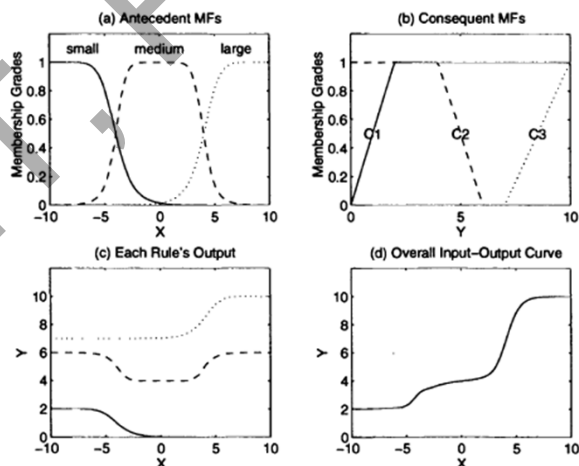 (a) Antecedent MFs
small medium large
Membership Grades
1
0.8
0.6
0.4
0.2
0
-10 -5 0 5 10
X
(b) Consequent MFs
Membership Grades
1
0.8
0.6
0.4
0.2
0
C1 C2 C3
0 5 10
Y
(c) Each Rule's Output
Y
10
8
6
4
2
0
-10 -5 0 5 10
X
(d) Overall Input-Output Curve
Y
10
8
6
4
2
0
-10 -5 0 5 10
X